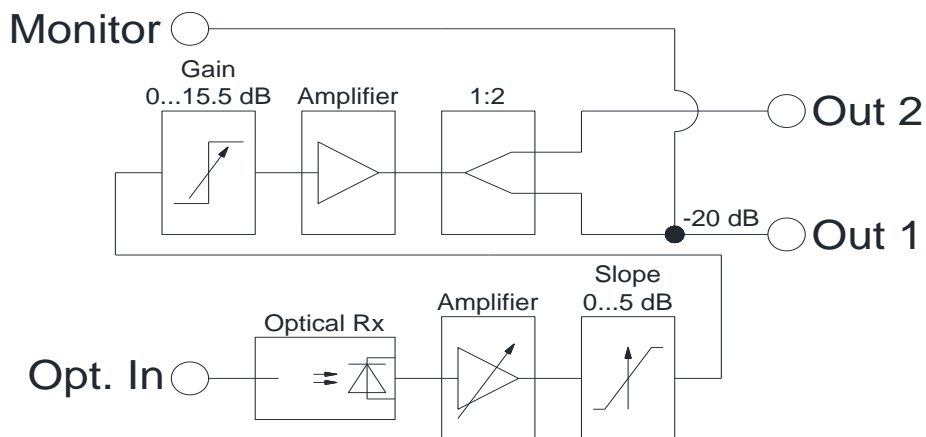 Monitor
Gain
0...15.5 dB
Amplifier
1:2
Out 2
-20 dB
Out 1
Slope
0...5 dB
Amplifier
Optical Rx
Opt. In